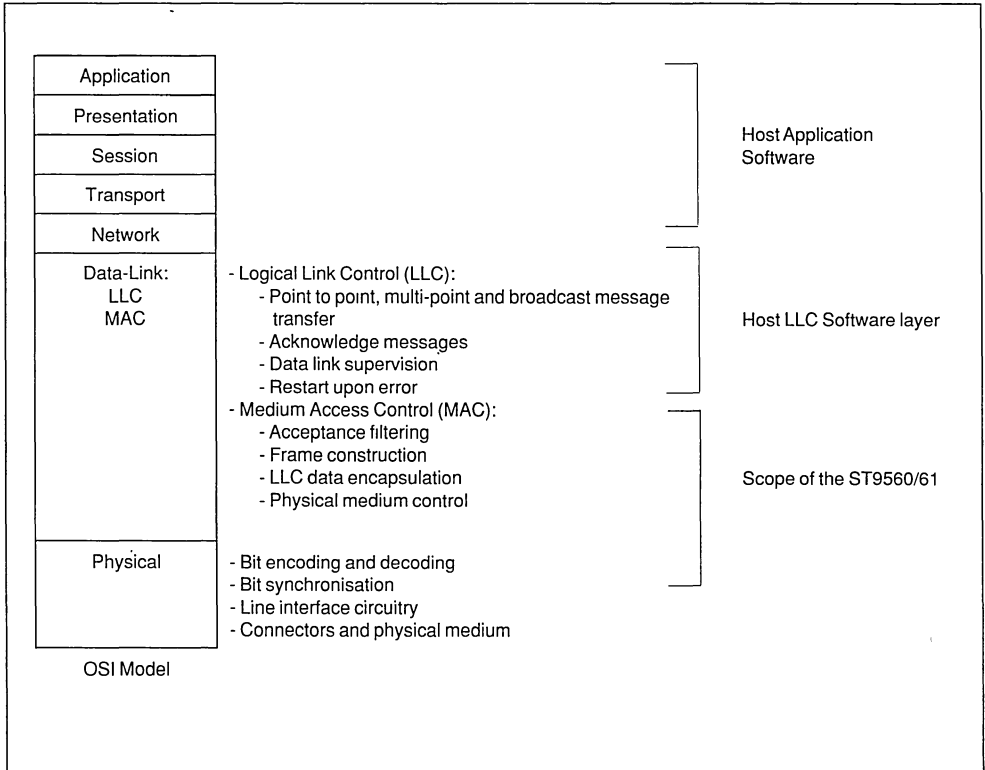 Application
Presentation
Session
Transport
Network
Data-Link:
LLC
MAC
Physical
OSI Model
- Logical Link Control (LLC):
- Point to point, multi-point and broadcast message
transfer
- Acknowledge messages
- Data link supervision
- Restart upon error
- Medium Access Control (MAC):
- Acceptance filtering
- Frame construction
- LLC data encapsulation
- Physical medium control
- Bit encoding and decoding
- Bit synchronisation
- Line interface circuitry
- Connectors and physical medium
Host Application
Software
Host LLC Software layer
Scope of the ST9560/61